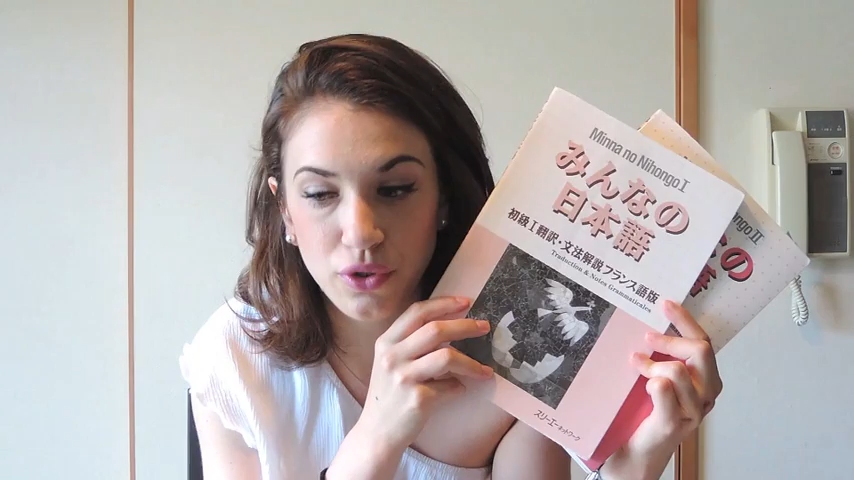 Minna no Nihongo I
みんなの
日本語
初級I翻訳・文法解説フランス語版
Traduction & Notes Grammaticales
スリーエーネットワーク
Nihongo II
の